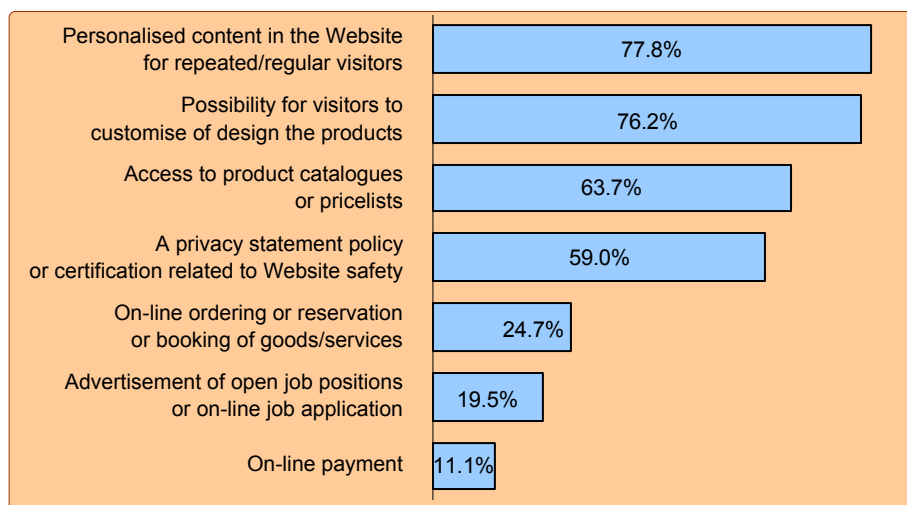 Personalised content in the Website
for repeated/regular visitors
77.8%
Possibility for visitors to
customise of design the products
76.2%
Access to product catalogues
or pricelists
63.7%
A privacy statement policy
or certification related to Website safety
59.0%
On-line ordering or reservation
or booking of goods/services
24.7%
Advertisement of open job positions
or on-line job application
19.5%
On-line payment
11.1%